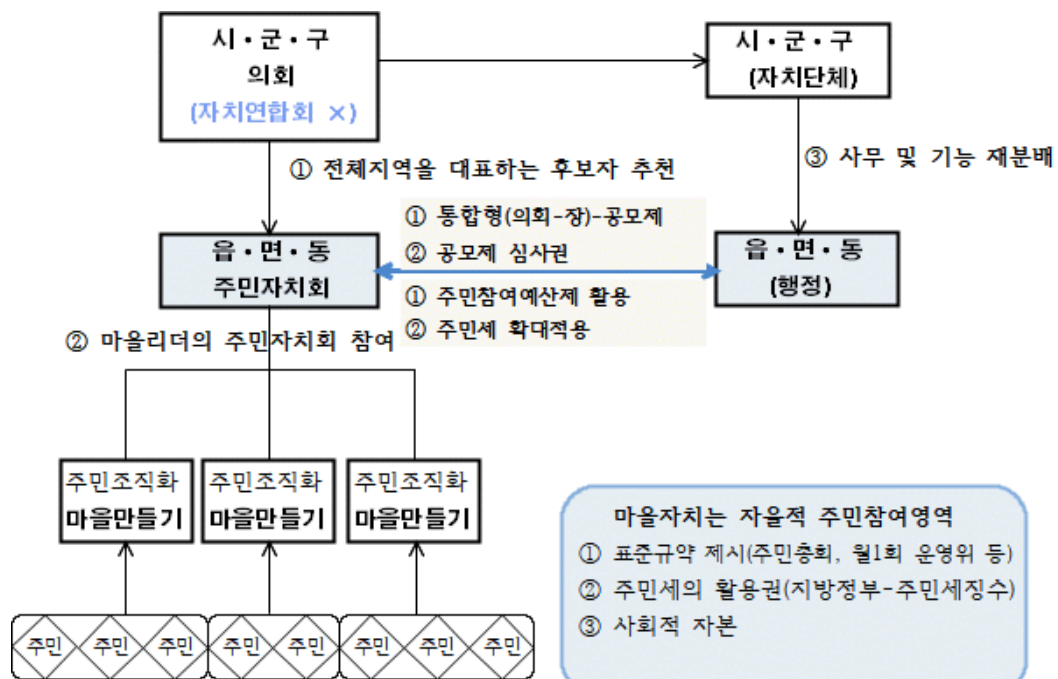 시·군·구
의회
(자치연합회 ×)
시·군·구
(자치단체)
① 전체지역을 대표하는 후보자 추천
③ 사무 및 기능 재분배
① 통합형(의회-장)-공모제
② 공모제 심사권
읍·면·동
주민자치회
읍·면·동
(행정)
① 주민참여예산제 활용
② 주민세 확대적용
② 마을리더의 주민자치회 참여
주민조직화
마을만들기
주민조직화
마을만들기
주민조직화
마을만들기
마을자치는 자율적 주민참여영역
① 표준규약 제시(주민총회, 월1회 운영위 등)
② 주민세의 활용권(지방정부-주민세징수)
③ 사회적 자본
주민 주민 주민 주민 주민 주민 주민 주민